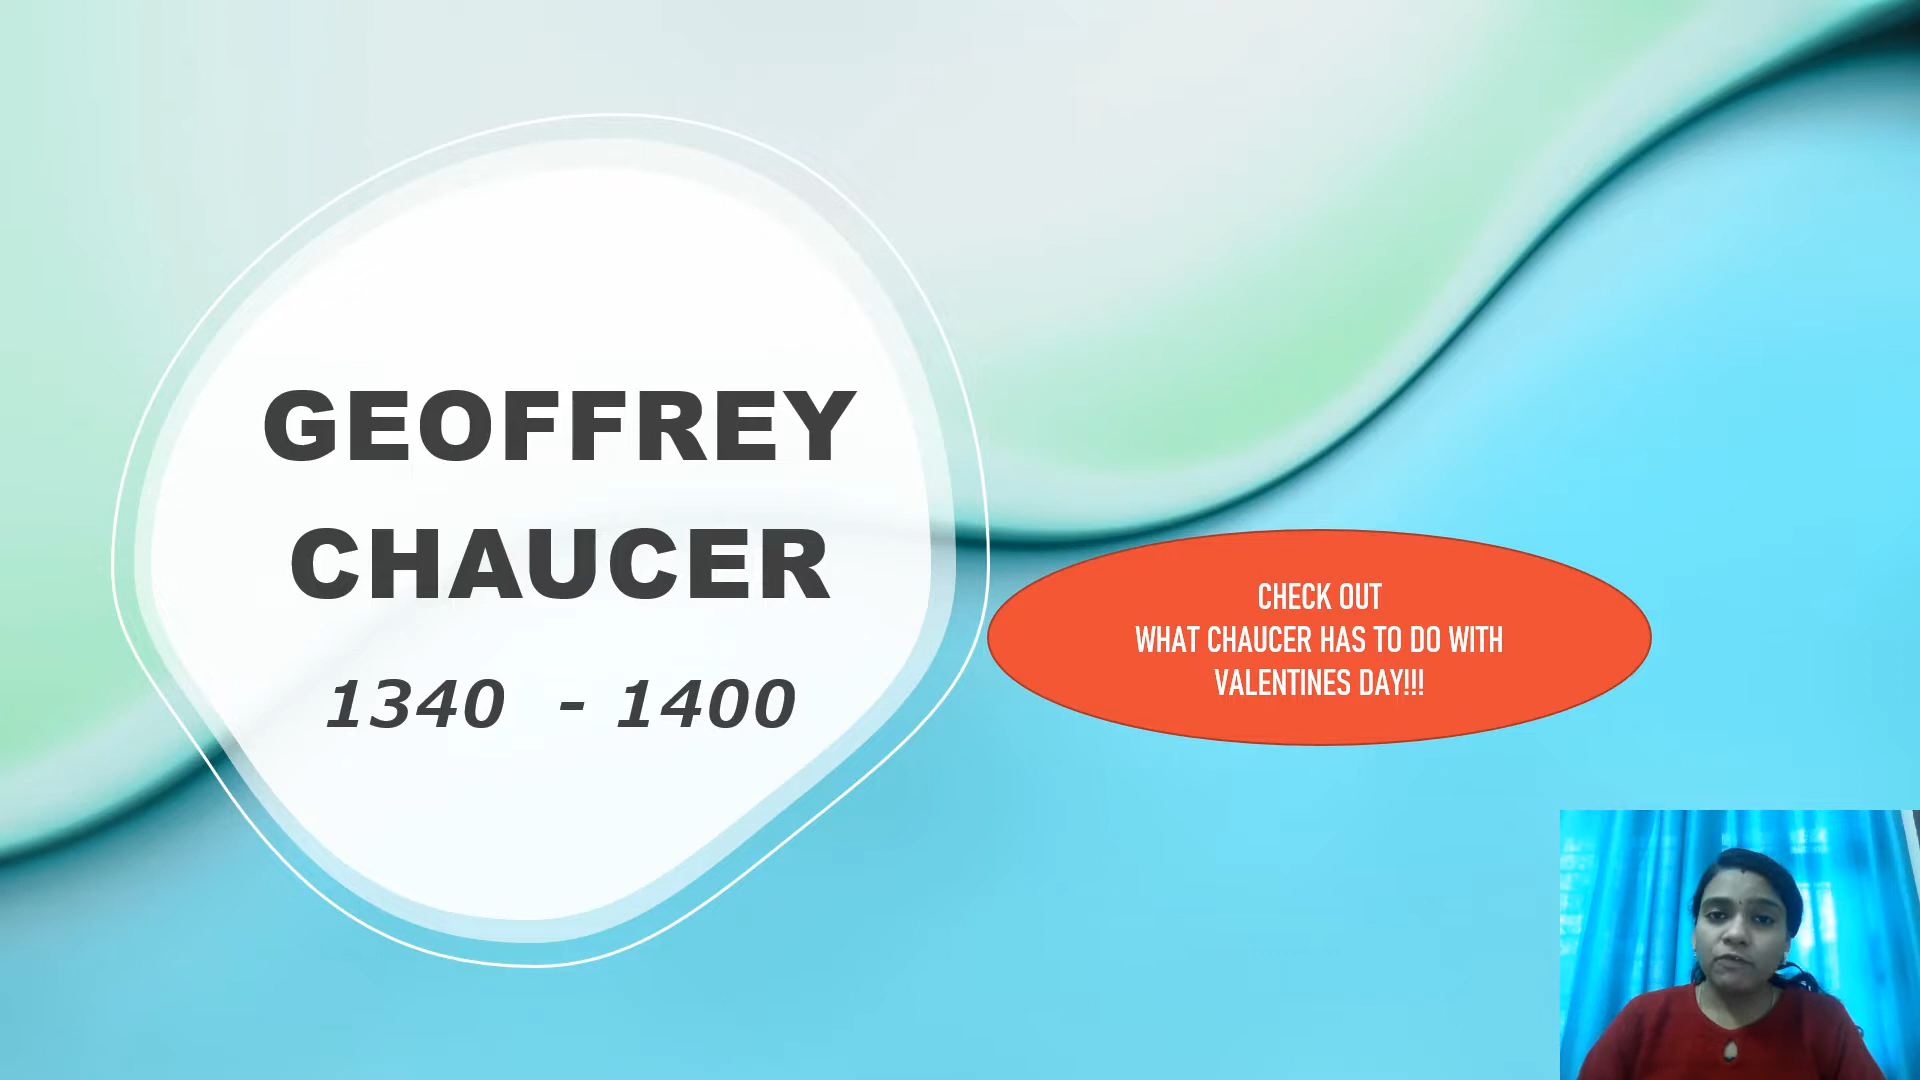 GEOFFREY
CHAUCER
1340 - 1400
CHECK OUT
WHAT CHAUCER HAS TO DO WITH
VALENTINES DAY!!!